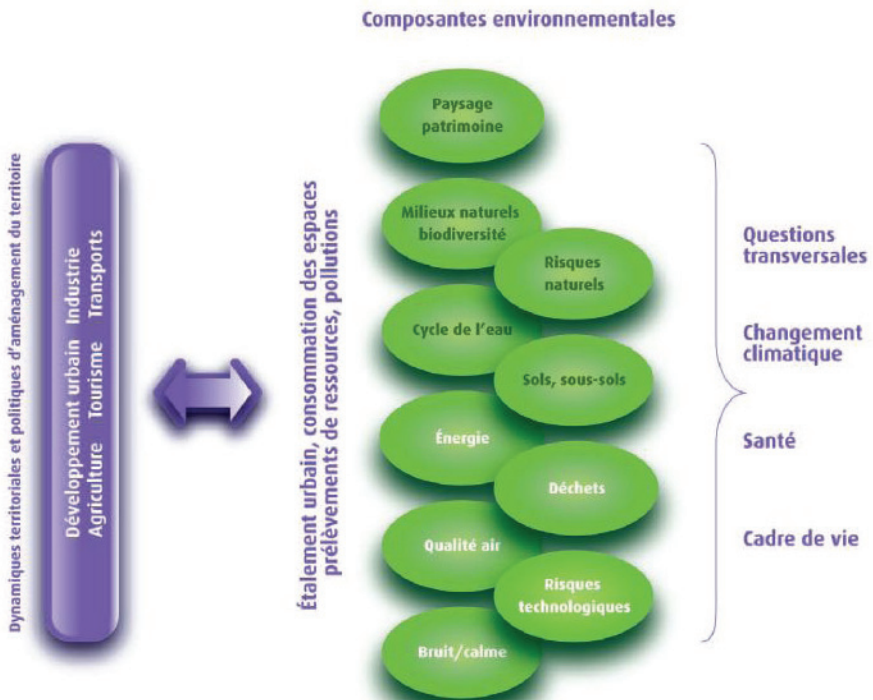 Composantes environnementales
Dynamiques territoriales et politiques d'aménagement du territoire
Développement urbain Industrie
Agriculture Tourisme Transports
Étalement urbain, consommation des espaces
prélèvements de ressources, pollutions
Paysage
patrimoine
Milieux naturels
biodiversité
Risques
naturels
Cycle de l'eau
Sols, sous-sols
Énergie
Déchets
Qualité air
Risques
technologiques
Bruit/calme
Questions
transversales
Changement
climatique
Santé
Cadre de vie